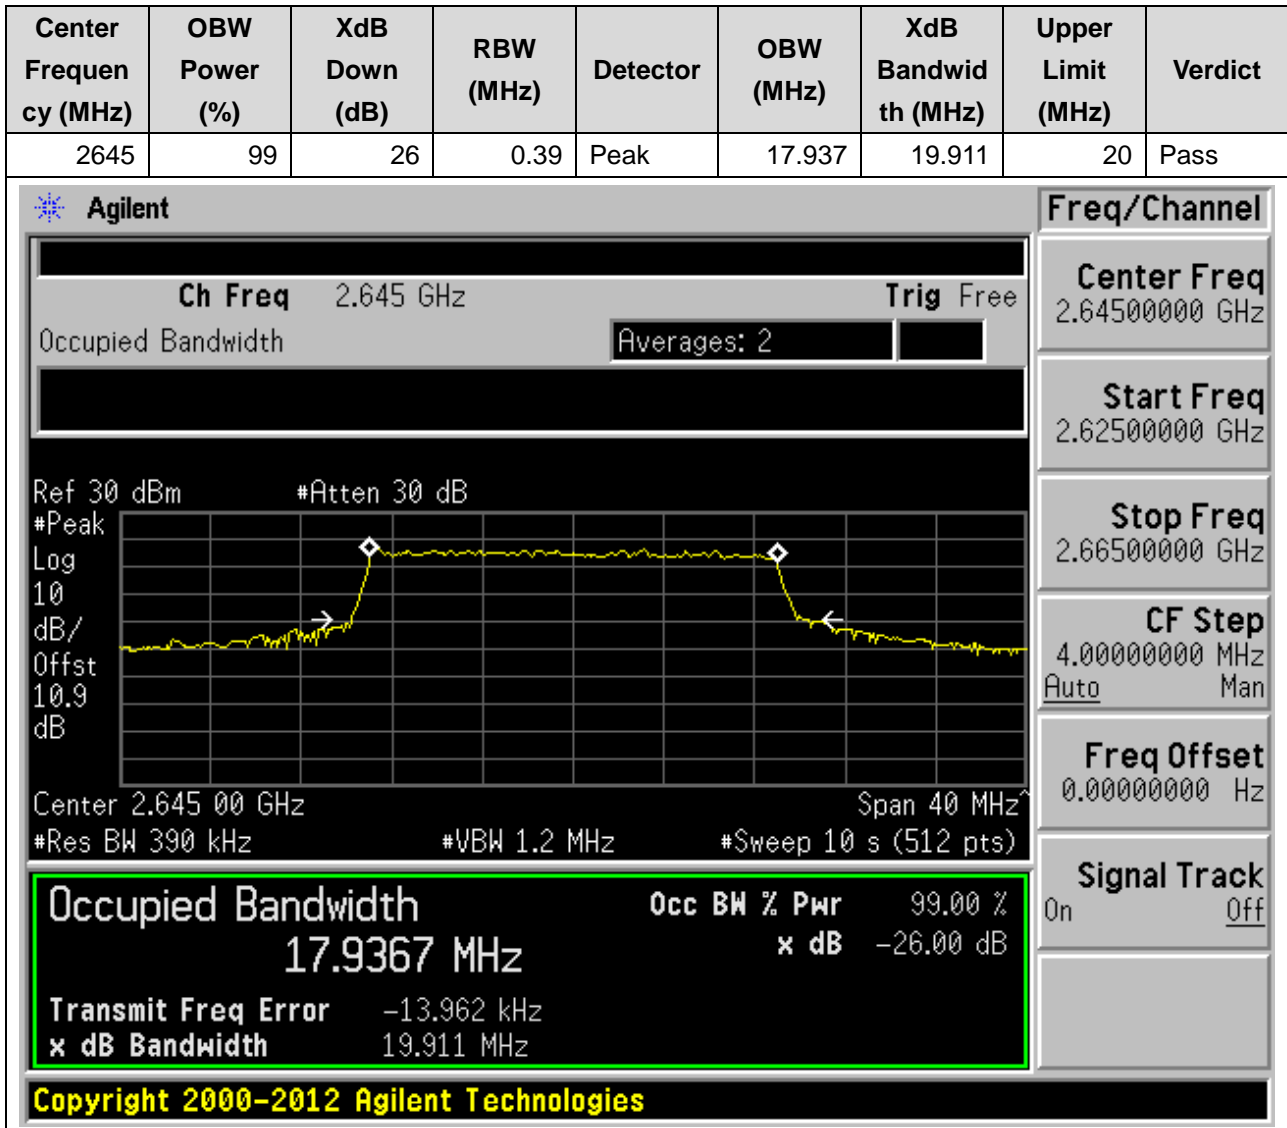 Center Frequen cy (MHz) OBW Power (%) XdB Down (dB) RBW (MHz) Detector OBW (MHz) XdB Bandwid th (MHz) Upper Limit (MHz) Verdict
2645 99 26 0.39 Peak 17.937 19.911 20 Pass
Agilent
Freq/Channel
Ch Freq 2.645 GHz Trig Free
Occupied Bandwidth Averages: 2
Center Freq
2.64500000 GHz
Start Freq
2.62500000 GHz
Stop Freq
2.66500000 GHz
CF Step
4.00000000 MHz
Auto Man
Freq Offset
0.00000000 Hz
Signal Track
On Off
Ref 30 dBm #Atten 30 dB
#Peak
Log
10
dB/
Offst
10.9
dB
Center 2.645 00 GHz Span 40 MHz^
#Res BW 390 kHz #VBW 1.2 MHz #Sweep 10 s (512 pts)
Occupied Bandwidth Occ BW % Pwr 99.00 %
17.9367 MHz x dB -26.00 dB
Transmit Freq Error -13.962 kHz
x dB Bandwidth 19.911 MHz
Copyright 2000-2012 Agilent Technologies